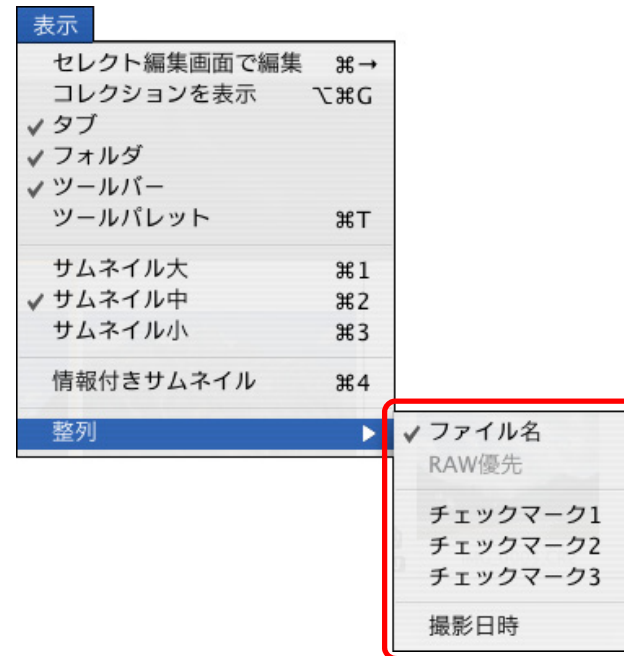 表示
セレクト編集画面で編集 ⌘→
コレクションを表示 ⌥⌘G
✓ タブ
✓ フォルダ
✓ ツールバー
ツールパレット ⌘T
サムネイル大 ⌘1
✓ サムネイル中 ⌘2
サムネイル小 ⌘3
情報付きサムネイル ⌘4
整列 ▶
✓ ファイル名
RAW優先
チェックマーク1
チェックマーク2
チェックマーク3
撮影日時